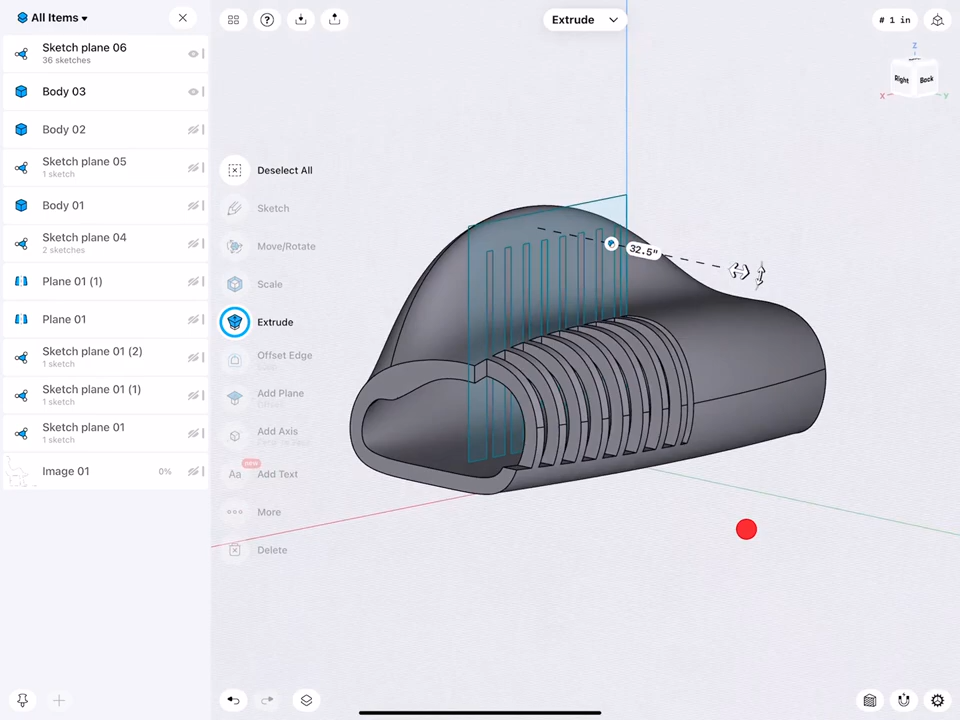 All Items
Extrude
# 1 in
Sketch plane 06
36 sketches
Body 03
Body 02
Sketch plane 05
1 sketch
Body 01
Sketch plane 04
2 sketches
Plane 01 (1)
Plane 01
Sketch plane 01 (2)
1 sketch
Sketch plane 01 (1)
1 sketch
Sketch plane 01
1 sketch
Image 01
0%
Deselect All
Sketch
Move/Rotate
Scale
Extrude
Offset Edge
Add Plane
Add Axis
new
Aa
Add Text
More
Delete
32.5"
Z
Right
Back
X
Y